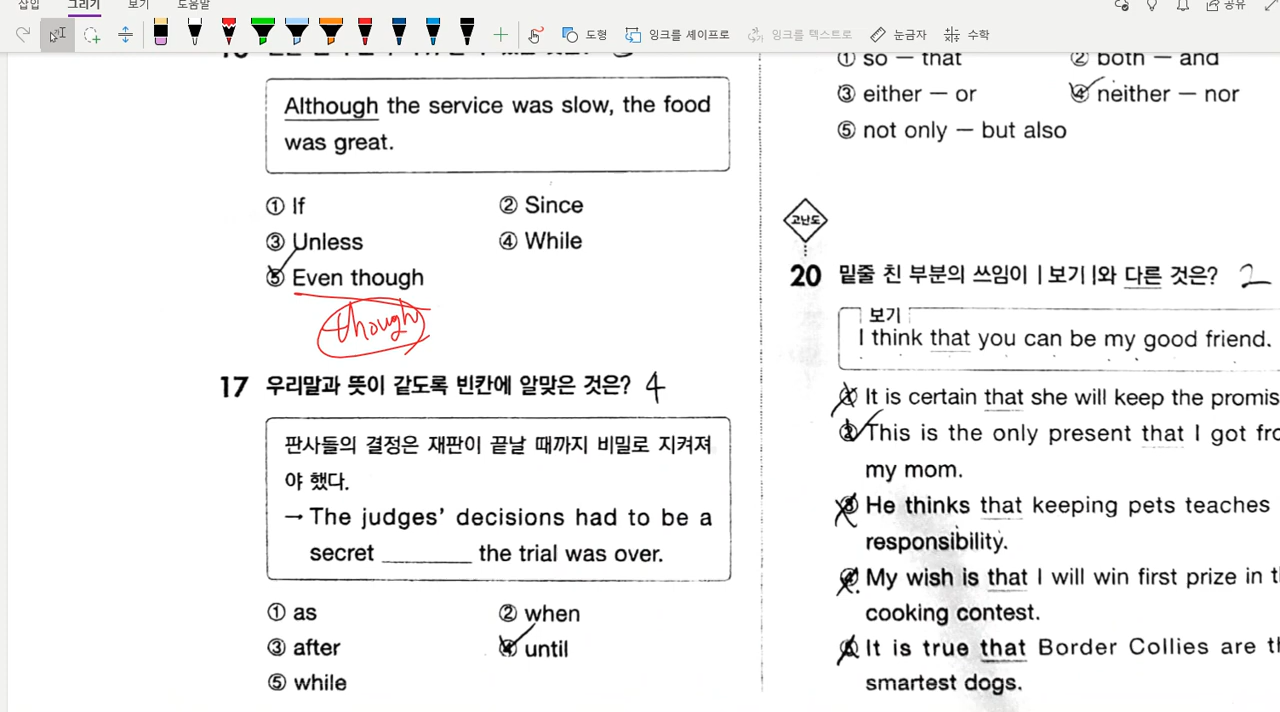 삽입
그리기
보기
도움말
공유
도형
잉크를 셰이프로
잉크를 텍스트로
눈금자
수학
Although the service was slow, the food
was great.
① If
② Since
③ Unless
④ While
⑤ Even though
though
17 우리말과 뜻이 같도록 빈칸에 알맞은 것은? 4
판사들의 결정은 재판이 끝날 때까지 비밀로 지켜져
야 했다.
→ The judges' decisions had to be a
secret ________ the trial was over.
① as
② when
③ after
④ until
⑤ while
① so — that
② both — and
③ either — or
④ neither — nor
⑤ not only — but also
고난도
20 밑줄 친 부분의 쓰임이 |보기|와 다른 것은? 2
보기
I think that you can be my good friend.
① It is certain that she will keep the promis
② This is the only present that I got fro
my mom.
③ He thinks that keeping pets teaches
responsibility.
④ My wish is that I will win first prize in t
cooking contest.
⑤ It is true that Border Collies are th
smartest dogs.